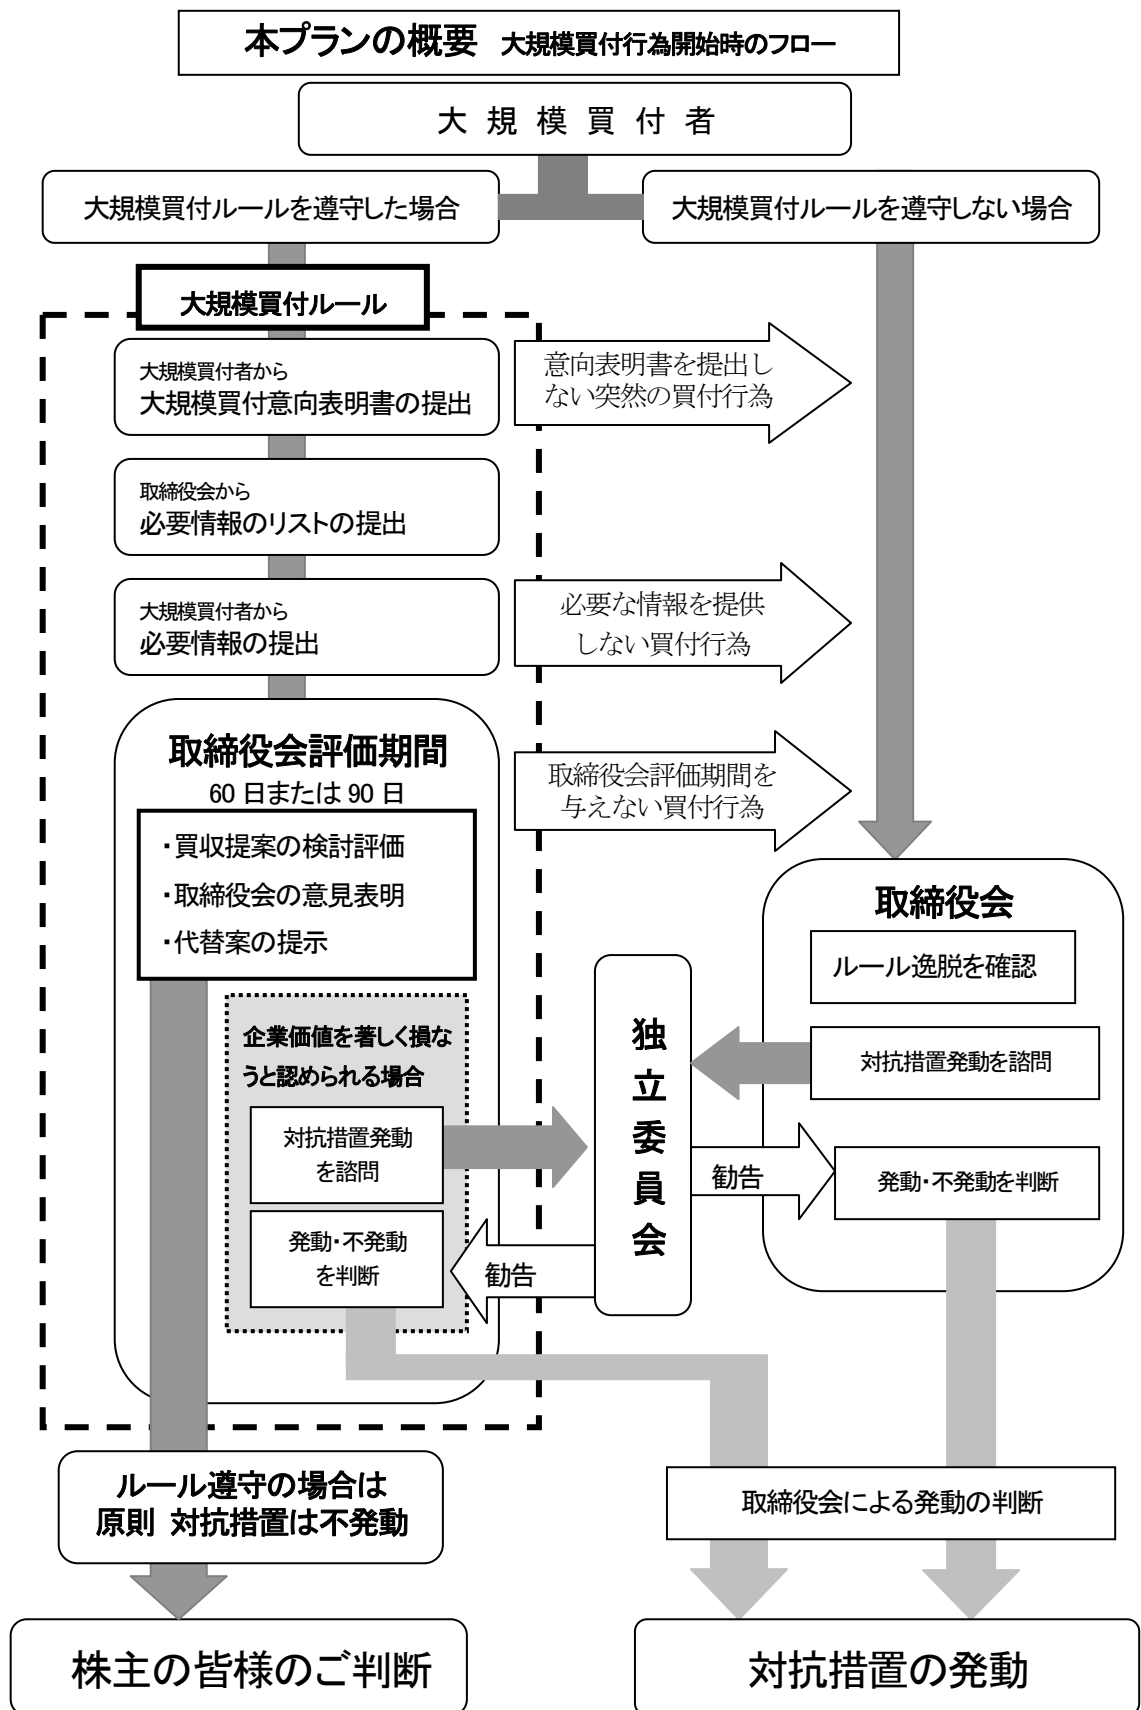 本プランの概要 大規模買付行為開始時のフロー
大規模買付者
大規模買付ルールを遵守した場合
大規模買付ルールを遵守しない場合
大規模買付ルール
大規模買付者から
大規模買付意向表明書の提出
意向表明書を提出し
ない突然の買付行為
取締役会から
必要情報のリストの提出
大規模買付者から
必要情報の提出
必要な情報を提供
しない買付行為
取締役会評価期間
60 日または 90 日
・買収提案の検討評価
・取締役会の意見表明
・代替案の提示
取締役会評価期間を
与えない買付行為
取締役会
ルール逸脱を確認
対抗措置発動を諮問
発動・不発動を判断
独立委員会
勧告
企業価値を著しく損な
うと認められる場合
対抗措置発動
を諮問
発動・不発動
を判断
勧告
ルール遵守の場合は
原則 対抗措置は不発動
取締役会による発動の判断
株主の皆様のご判断
対抗措置の発動